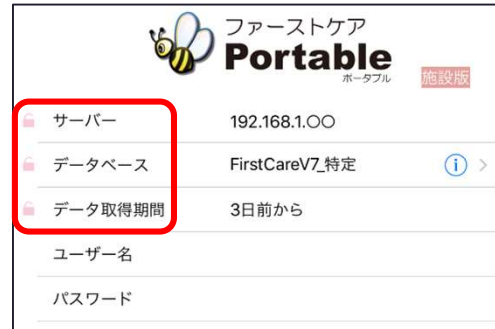 ファーストケア
Portable
ポータブル
施設版
サーバー 192.168.1.○○
データベース FirstCareV7_特定 i >
データ取得期間 3日前から
ユーザー名
パスワード